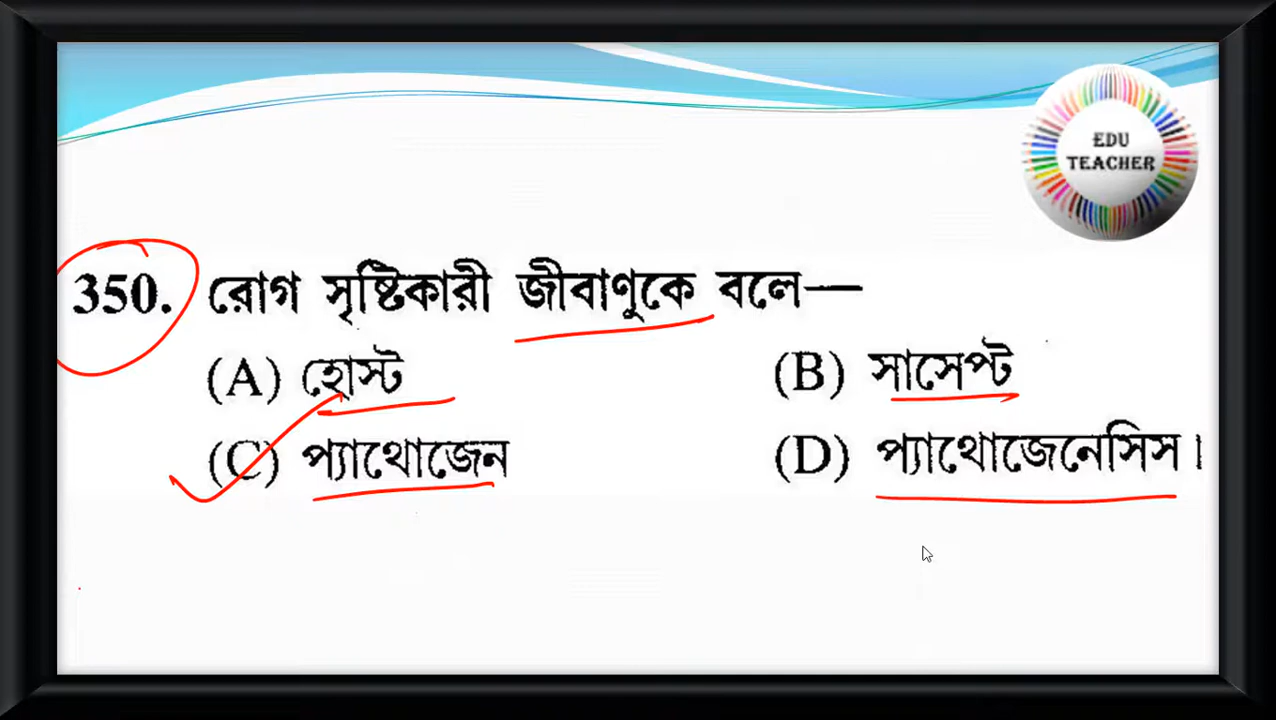 EDU
TEACHER
350. রোগ সৃষ্টিকারী জীবাণুকে বলে—
(A) হোস্ট (B) সাসেপ্ট
(C) প্যাথোজেন (D) প্যাথোজেনেসিস।